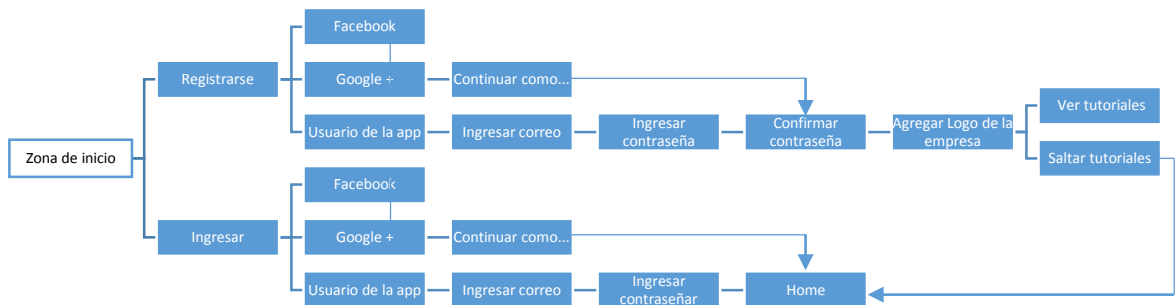 Facebook
Registrarse
Google +
Continuar como...
Ver tutoriales
Usuario de la app
Ingresar correo
Ingresar
contraseña
Confirmar
contraseña
Agregar Logo de la
empresa
Zona de inicio
Saltar tutoriales
Facebook
Ingresar
Google +
Continuar como...
Usuario de la app
Ingresar correo
Ingresar
contraseñar
Home